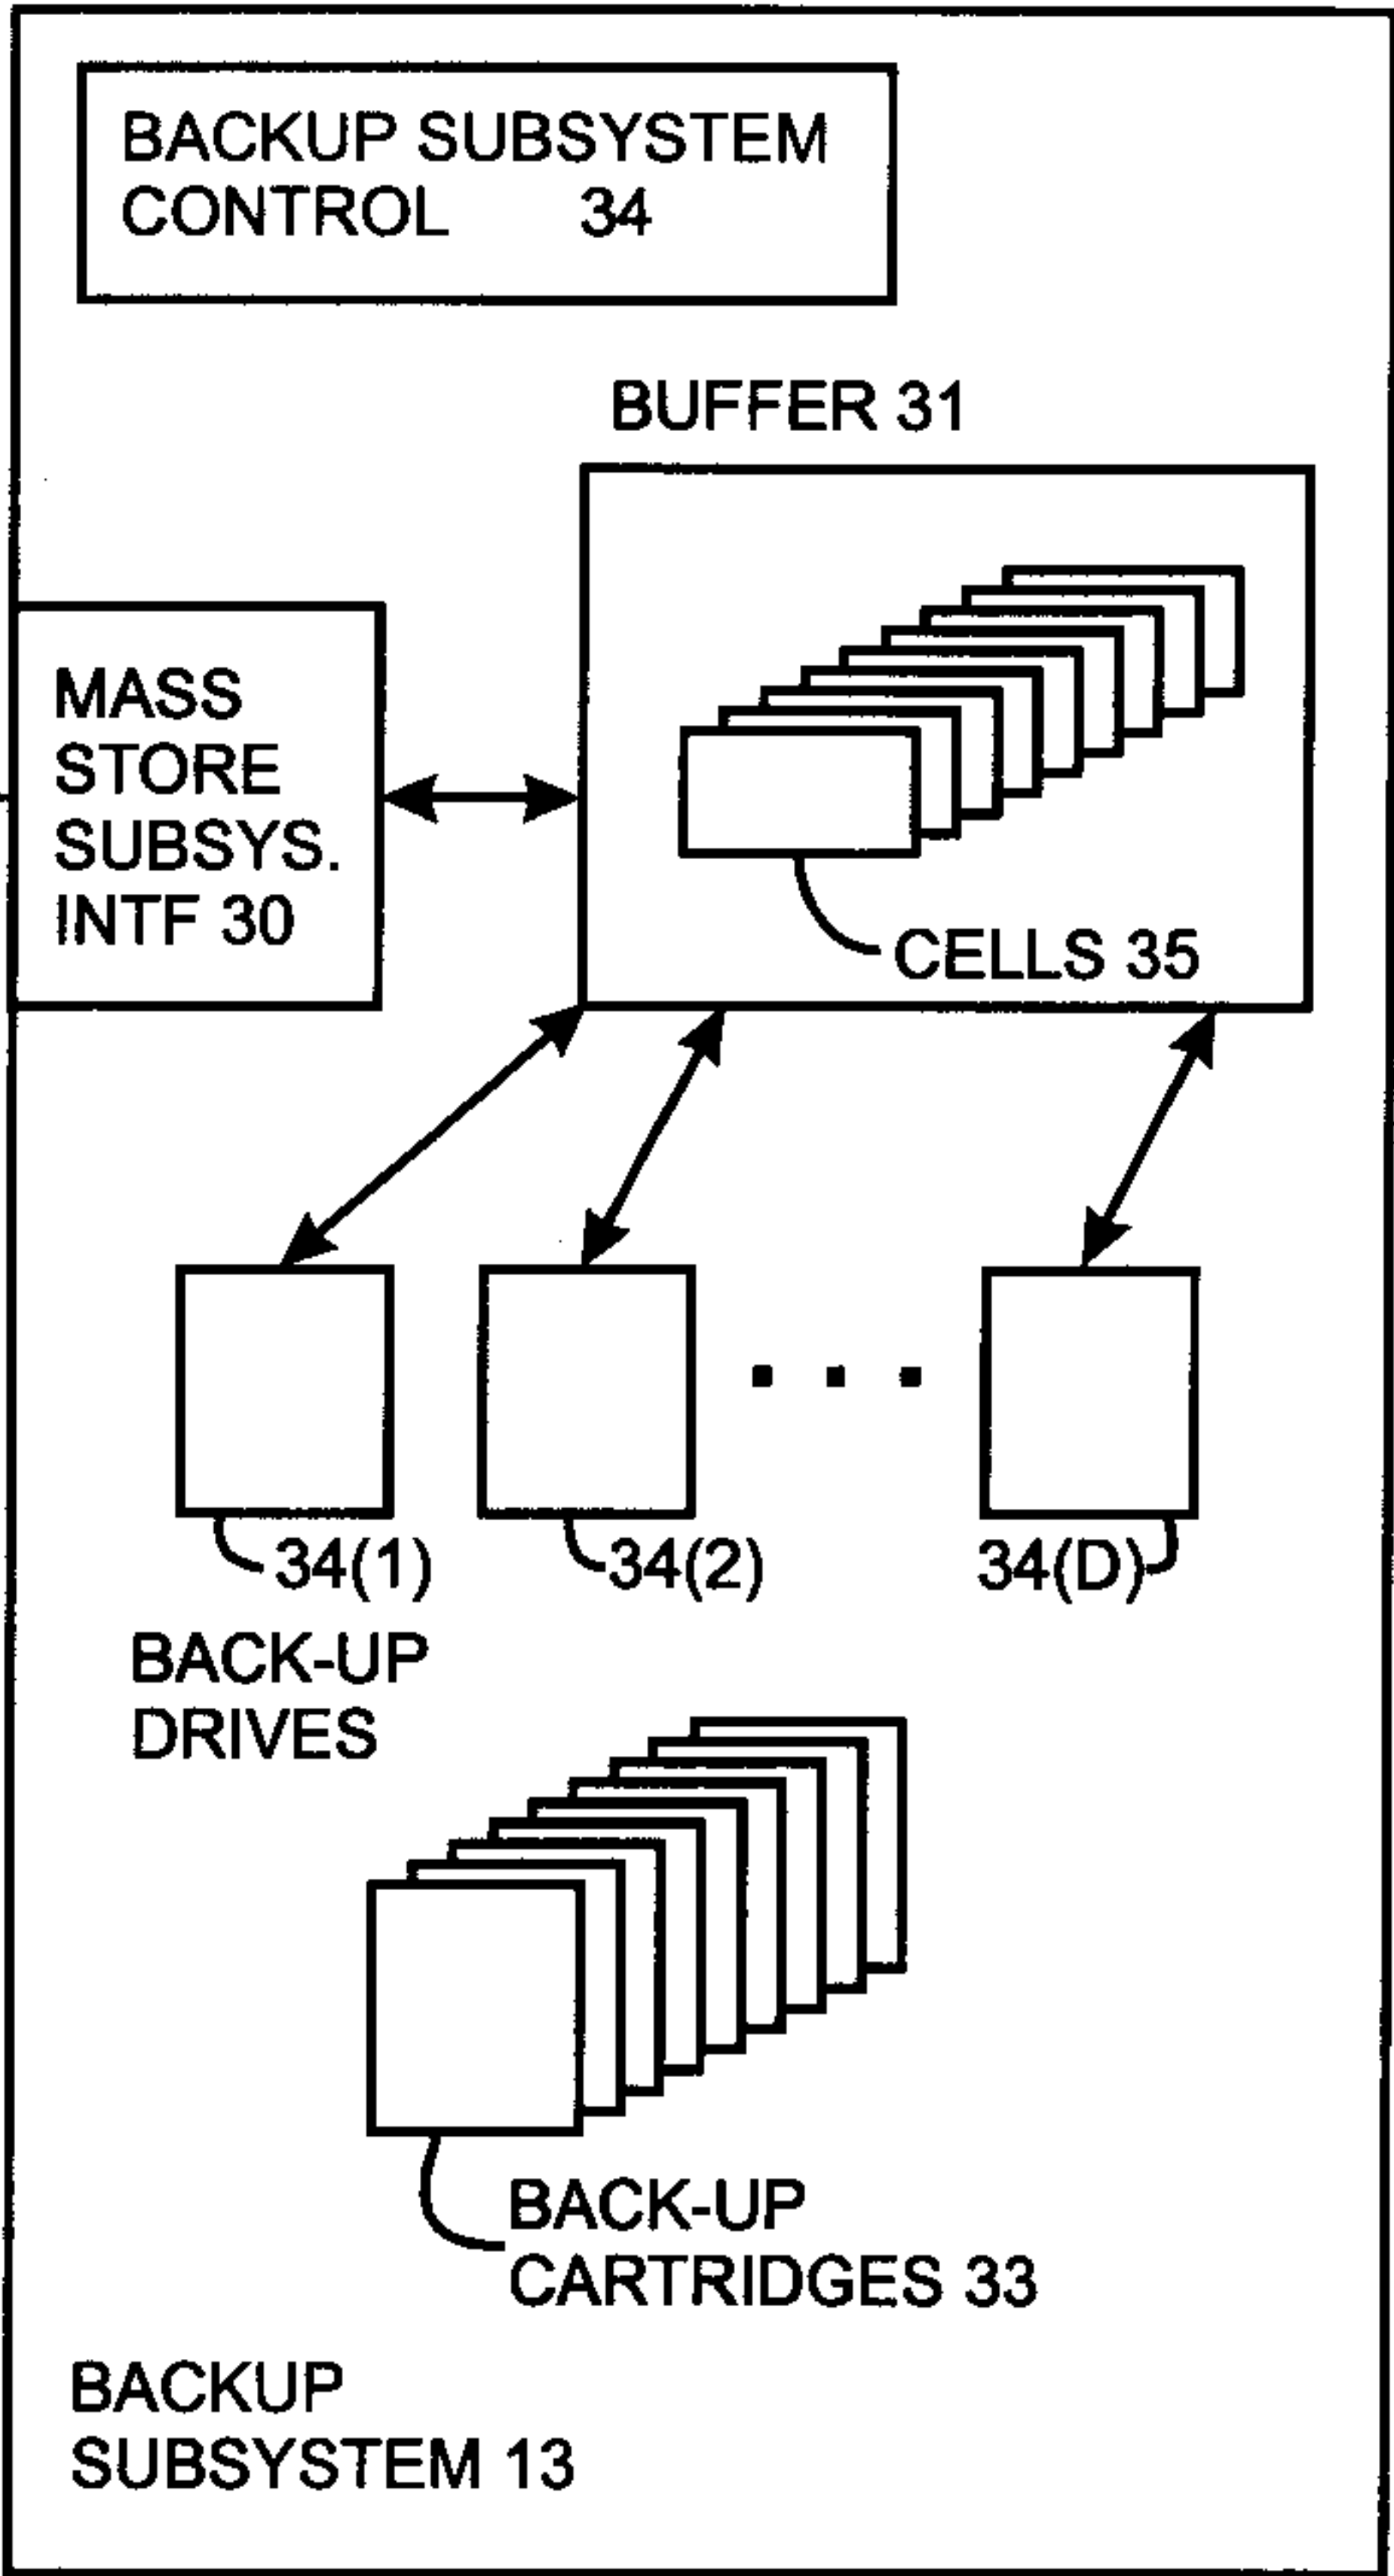 BACKUP SUBSYSTEM
CONTROL 34
BUFFER 31
MASS
STORE
SUBSYS.
INTF 30
CELLS 35
34(1)
34(2)
34(D)
BACK-UP
DRIVES
BACK-UP
CARTRIDGES 33
BACKUP
SUBSYSTEM 13